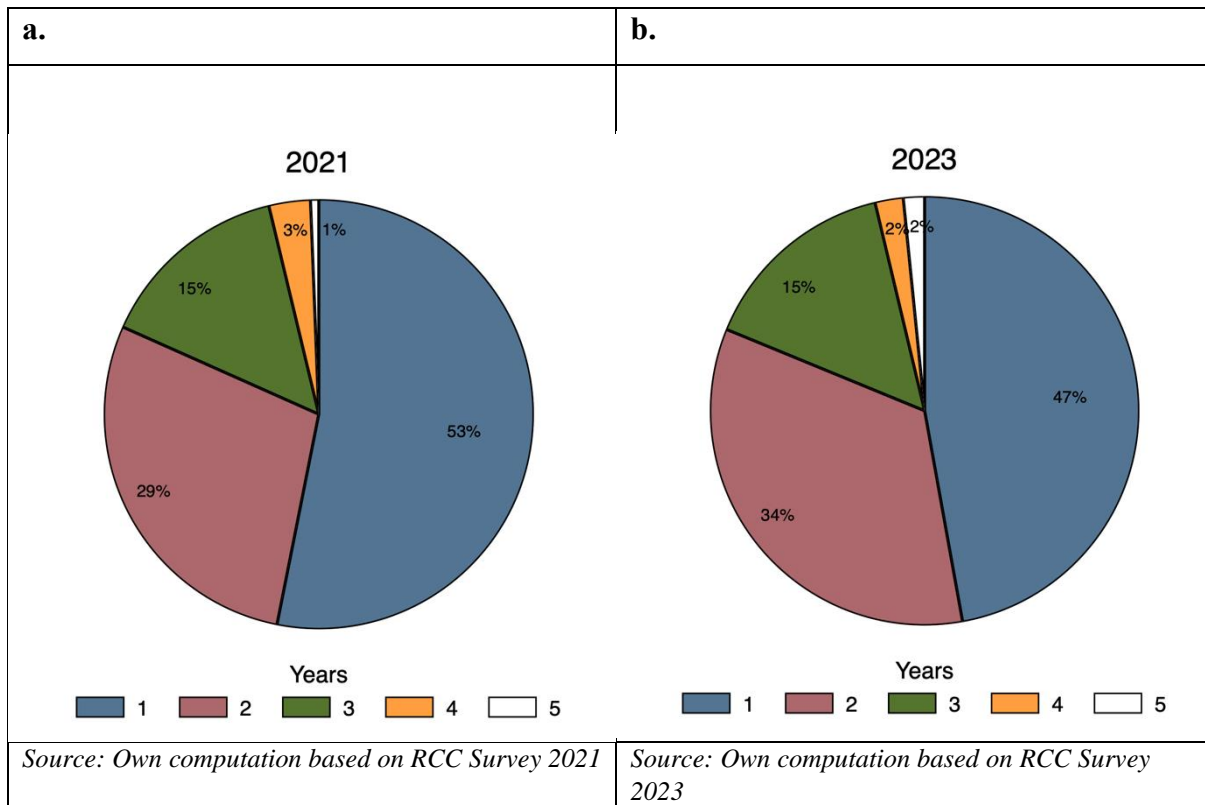 a.
b.
2021
3%
1%
15%
53%
29%
Years
1 2 3 4 5
Source: Own computation based on RCC Survey 2021
2023
2%
2%
15%
47%
34%
Years
1 2 3 4 5
Source: Own computation based on RCC Survey
2023